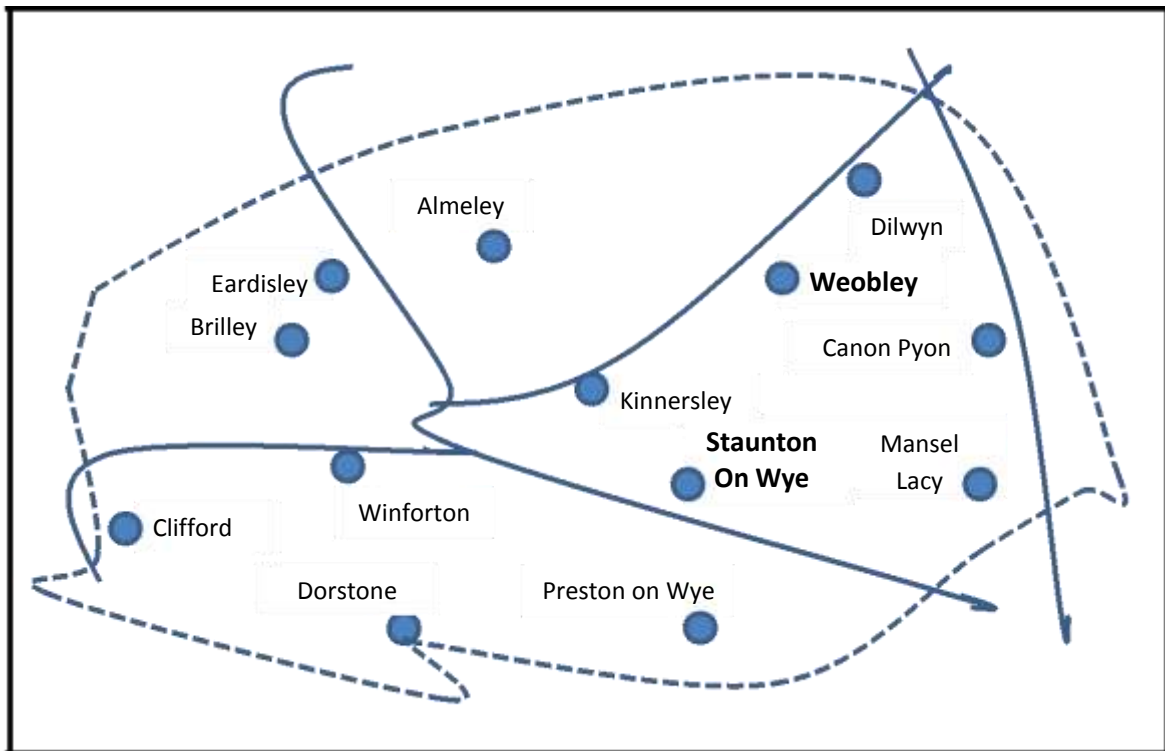 Almeley
Dilwyn
Eardisley
Weobley
Brilley
Canon Pyon
Kinnersley
Staunton
On Wye
Mansel
Lacy
Winforton
Clifford
Dorstone
Preston on Wye